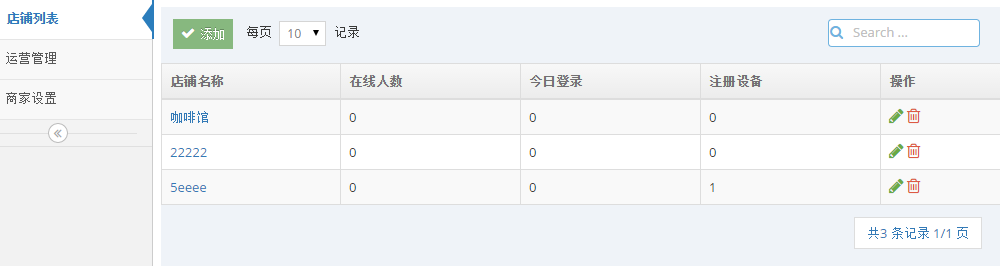 店铺列表
运营管理
商家设置
添加 每页 10 记录 Search ...
店铺名称 在线人数 今日登录 注册设备 操作
咖啡馆 0 0 0
22222 0 0 0
5eeee 0 0 1
共3 条记录 1/1 页